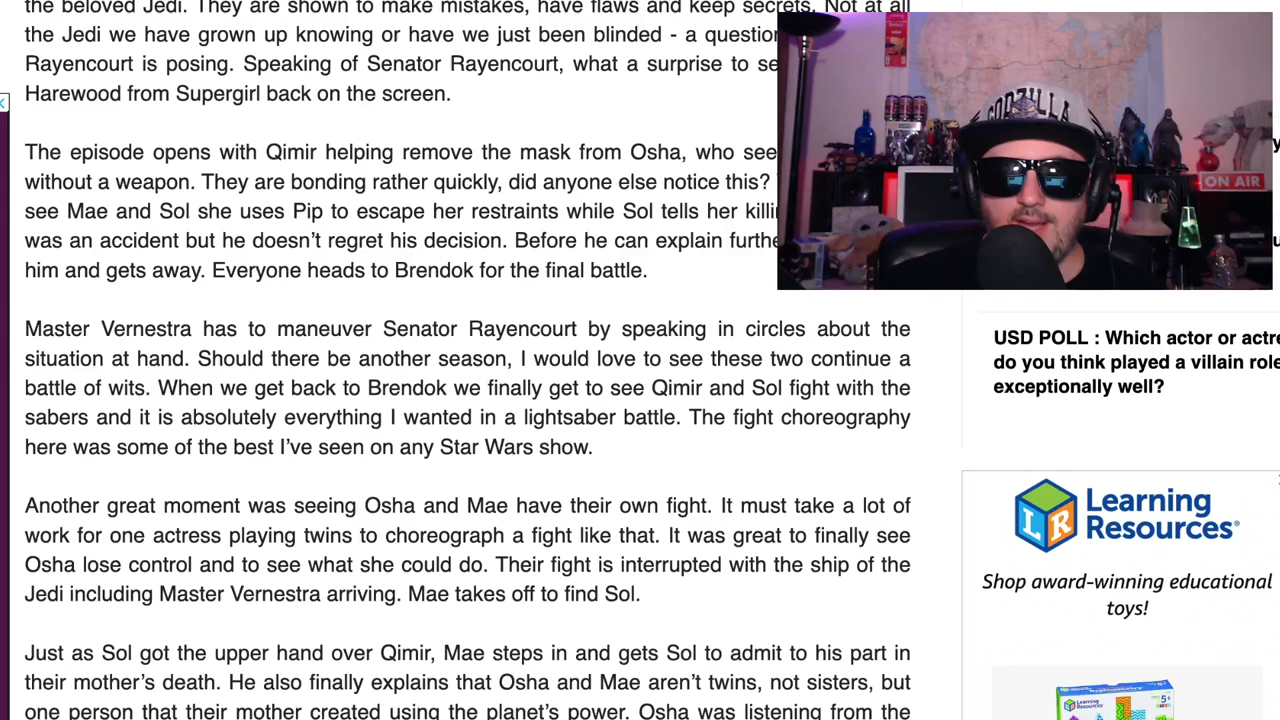 the beloved Jedi. They are shown to make mistakes, have flaws and keep secrets. Not at all
the Jedi we have grown up knowing or have we just been blinded - a question
Rayencourt is posing. Speaking of Senator Rayencourt, what a surprise to
Harewood from Supergirl back on the screen.
The episode opens with Qimir helping remove the mask from Osha, who
without a weapon. They are bonding rather quickly, did anyone else notice this?
see Mae and Sol she uses Pip to escape her restraints while Sol tells her
was an accident but he doesn't regret his decision. Before he can explain
him and gets away. Everyone heads to Brendok for the final battle.
Master Vernestra has to maneuver Senator Rayencourt by speaking in circles about the
situation at hand. Should there be another season, I would love to see these two continue a
battle of wits. When we get back to Brendok we finally get to see Qimir and Sol fight with the
sabers and it is absolutely everything I wanted in a lightsaber battle. The fight choreography
here was some of the best I've seen on any Star Wars show.
Another great moment was seeing Osha and Mae have their own fight. It must take a lot of
work for one actress playing twins to choreograph a fight like that. It was great to finally see
Osha lose control and to see what she could do. Their fight is interrupted with the ship of the
Jedi including Master Vernestra arriving. Mae takes off to find Sol.
Just as Sol got the upper hand over Qimir, Mae steps in and gets Sol to admit to his part in
their mother's death. He also finally explains that Osha and Mae aren't twins, not sisters, but
one person that their mother created using the planet's power. Osha was listening from the
GODZILLA
ON AIR
USD POLL : Which actor or
do you think played a villain role
exceptionally well?
LR
Learning
Resources®
Shop award-winning educational
toys!